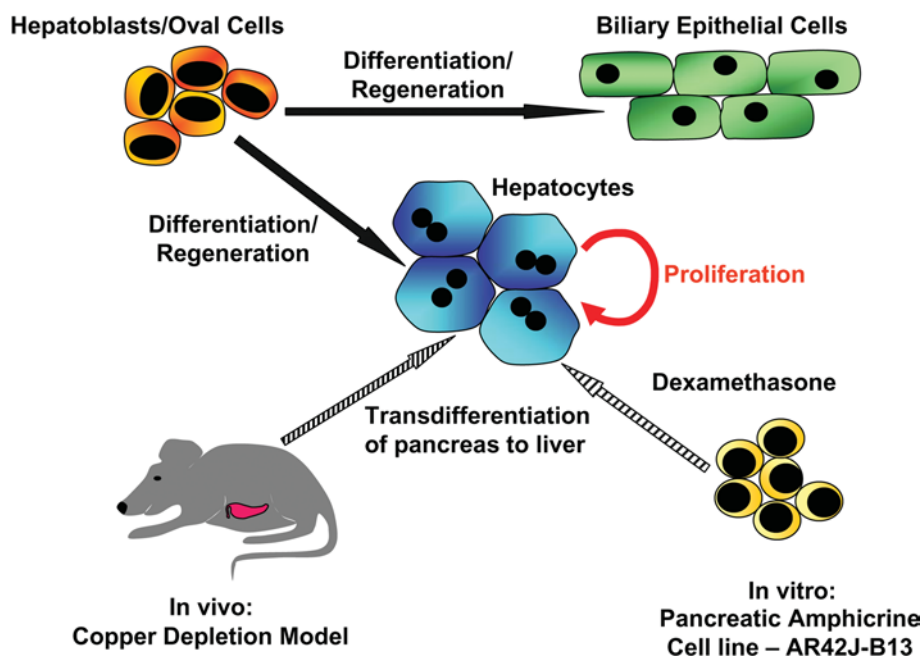 Hepatoblasts/Oval Cells
Biliary Epithelial Cells
Differentiation/
Regeneration
Hepatocytes
Differentiation/
Regeneration
Proliferation
Dexamethasone
Transdifferentiation
of pancreas to liver
In vivo:
Copper Depletion Model
In vitro:
Pancreatic Amphicrine
Cell line – AR42J-B13